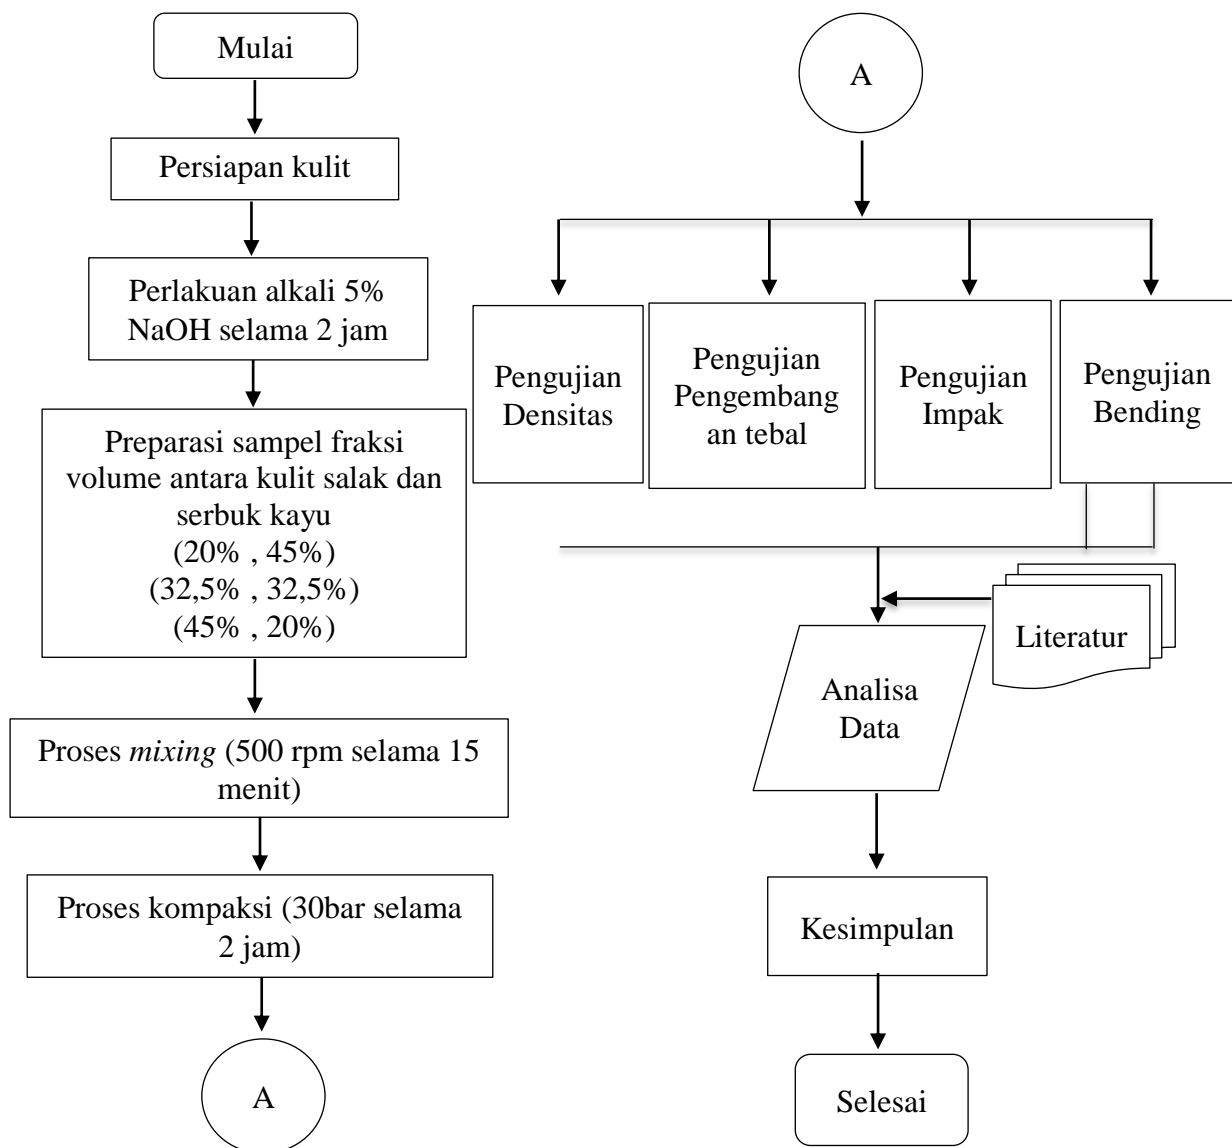 Mulai
Persiapan kulit
Perlakuan alkali 5%
NaOH selama 2 jam
Preparasi sampel fraksi
volume antara kulit salak dan
serbuk kayu
(20% , 45%)
(32,5% , 32,5%)
(45% , 20%)
Proses mixing (500 rpm selama 15
menit)
Proses kompaksi (30bar selama
2 jam)
A
A
Pengujian
Densitas
Pengujian
Pengembang
an tebal
Pengujian
Impak
Pengujian
Bending
Literatur
Analisa
Data
Kesimpulan
Selesai